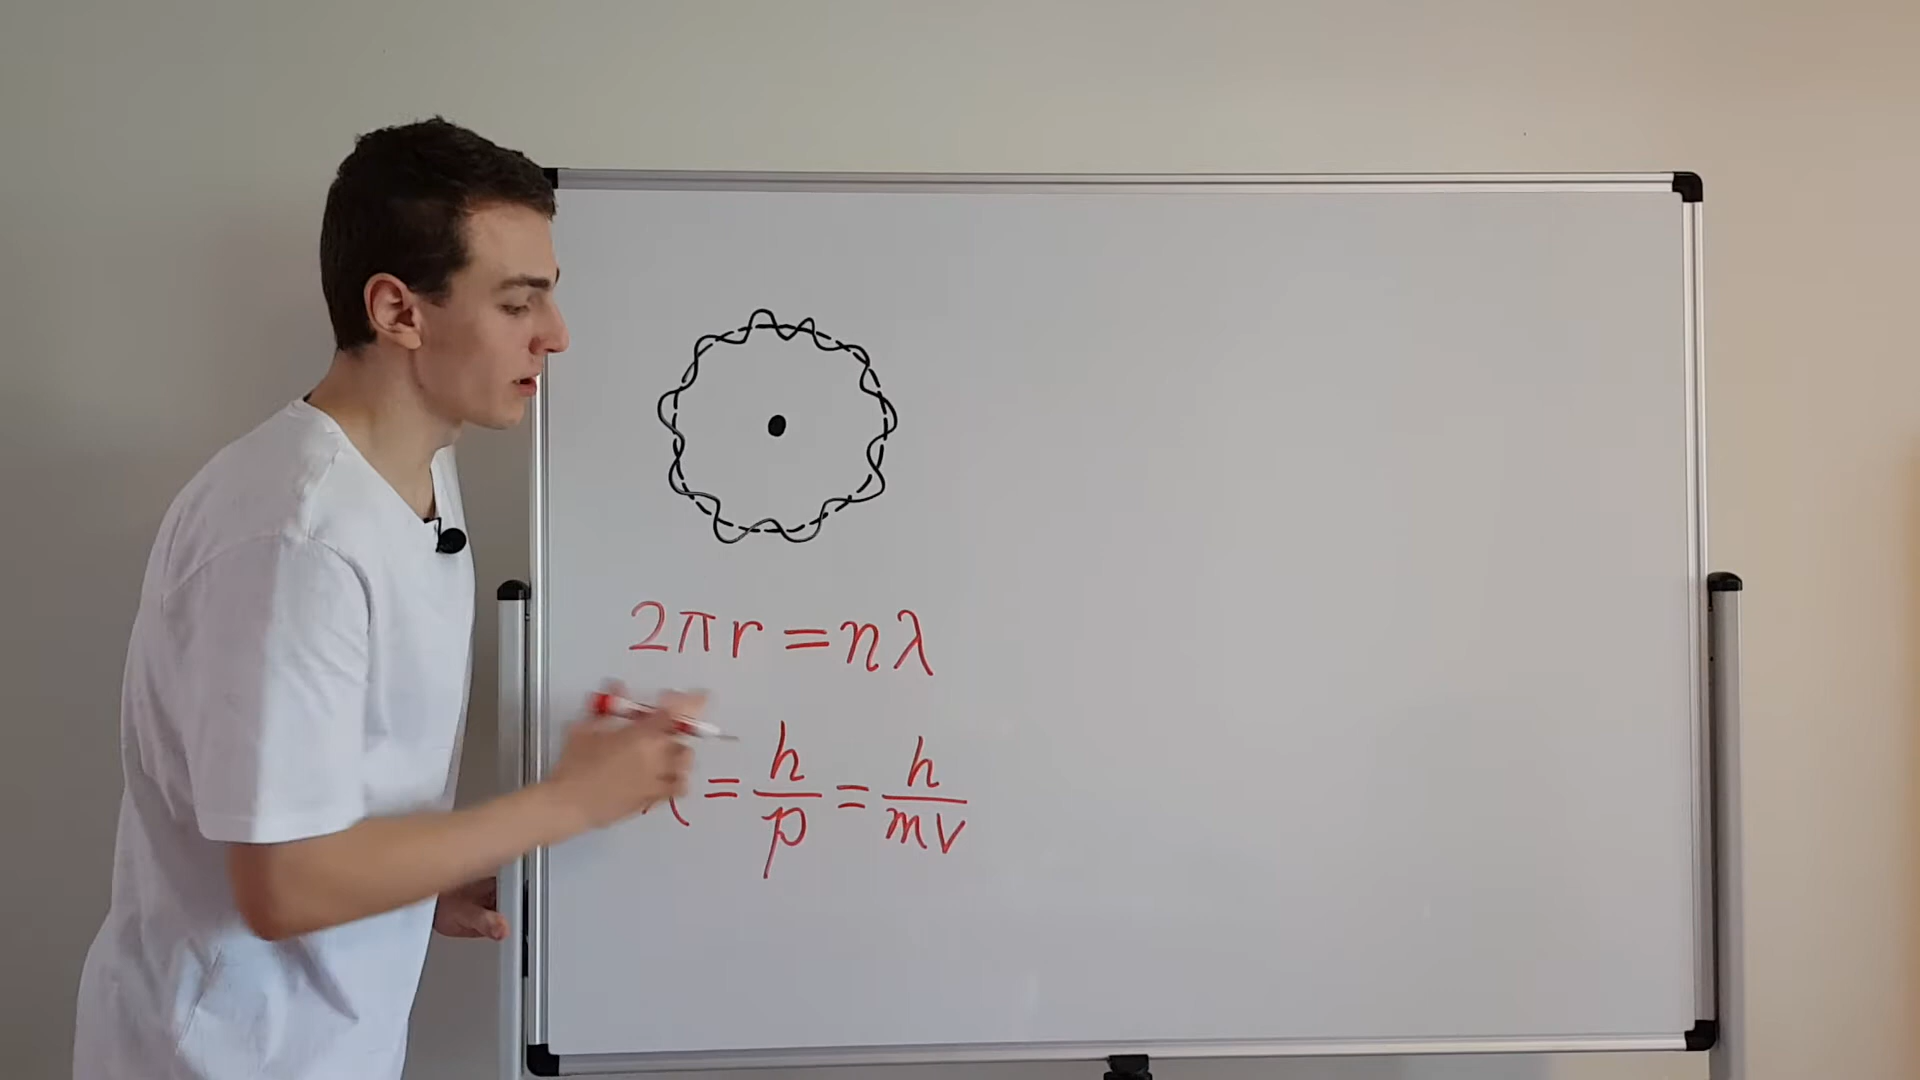 2πr = nλ
λ = h/p = h/mv